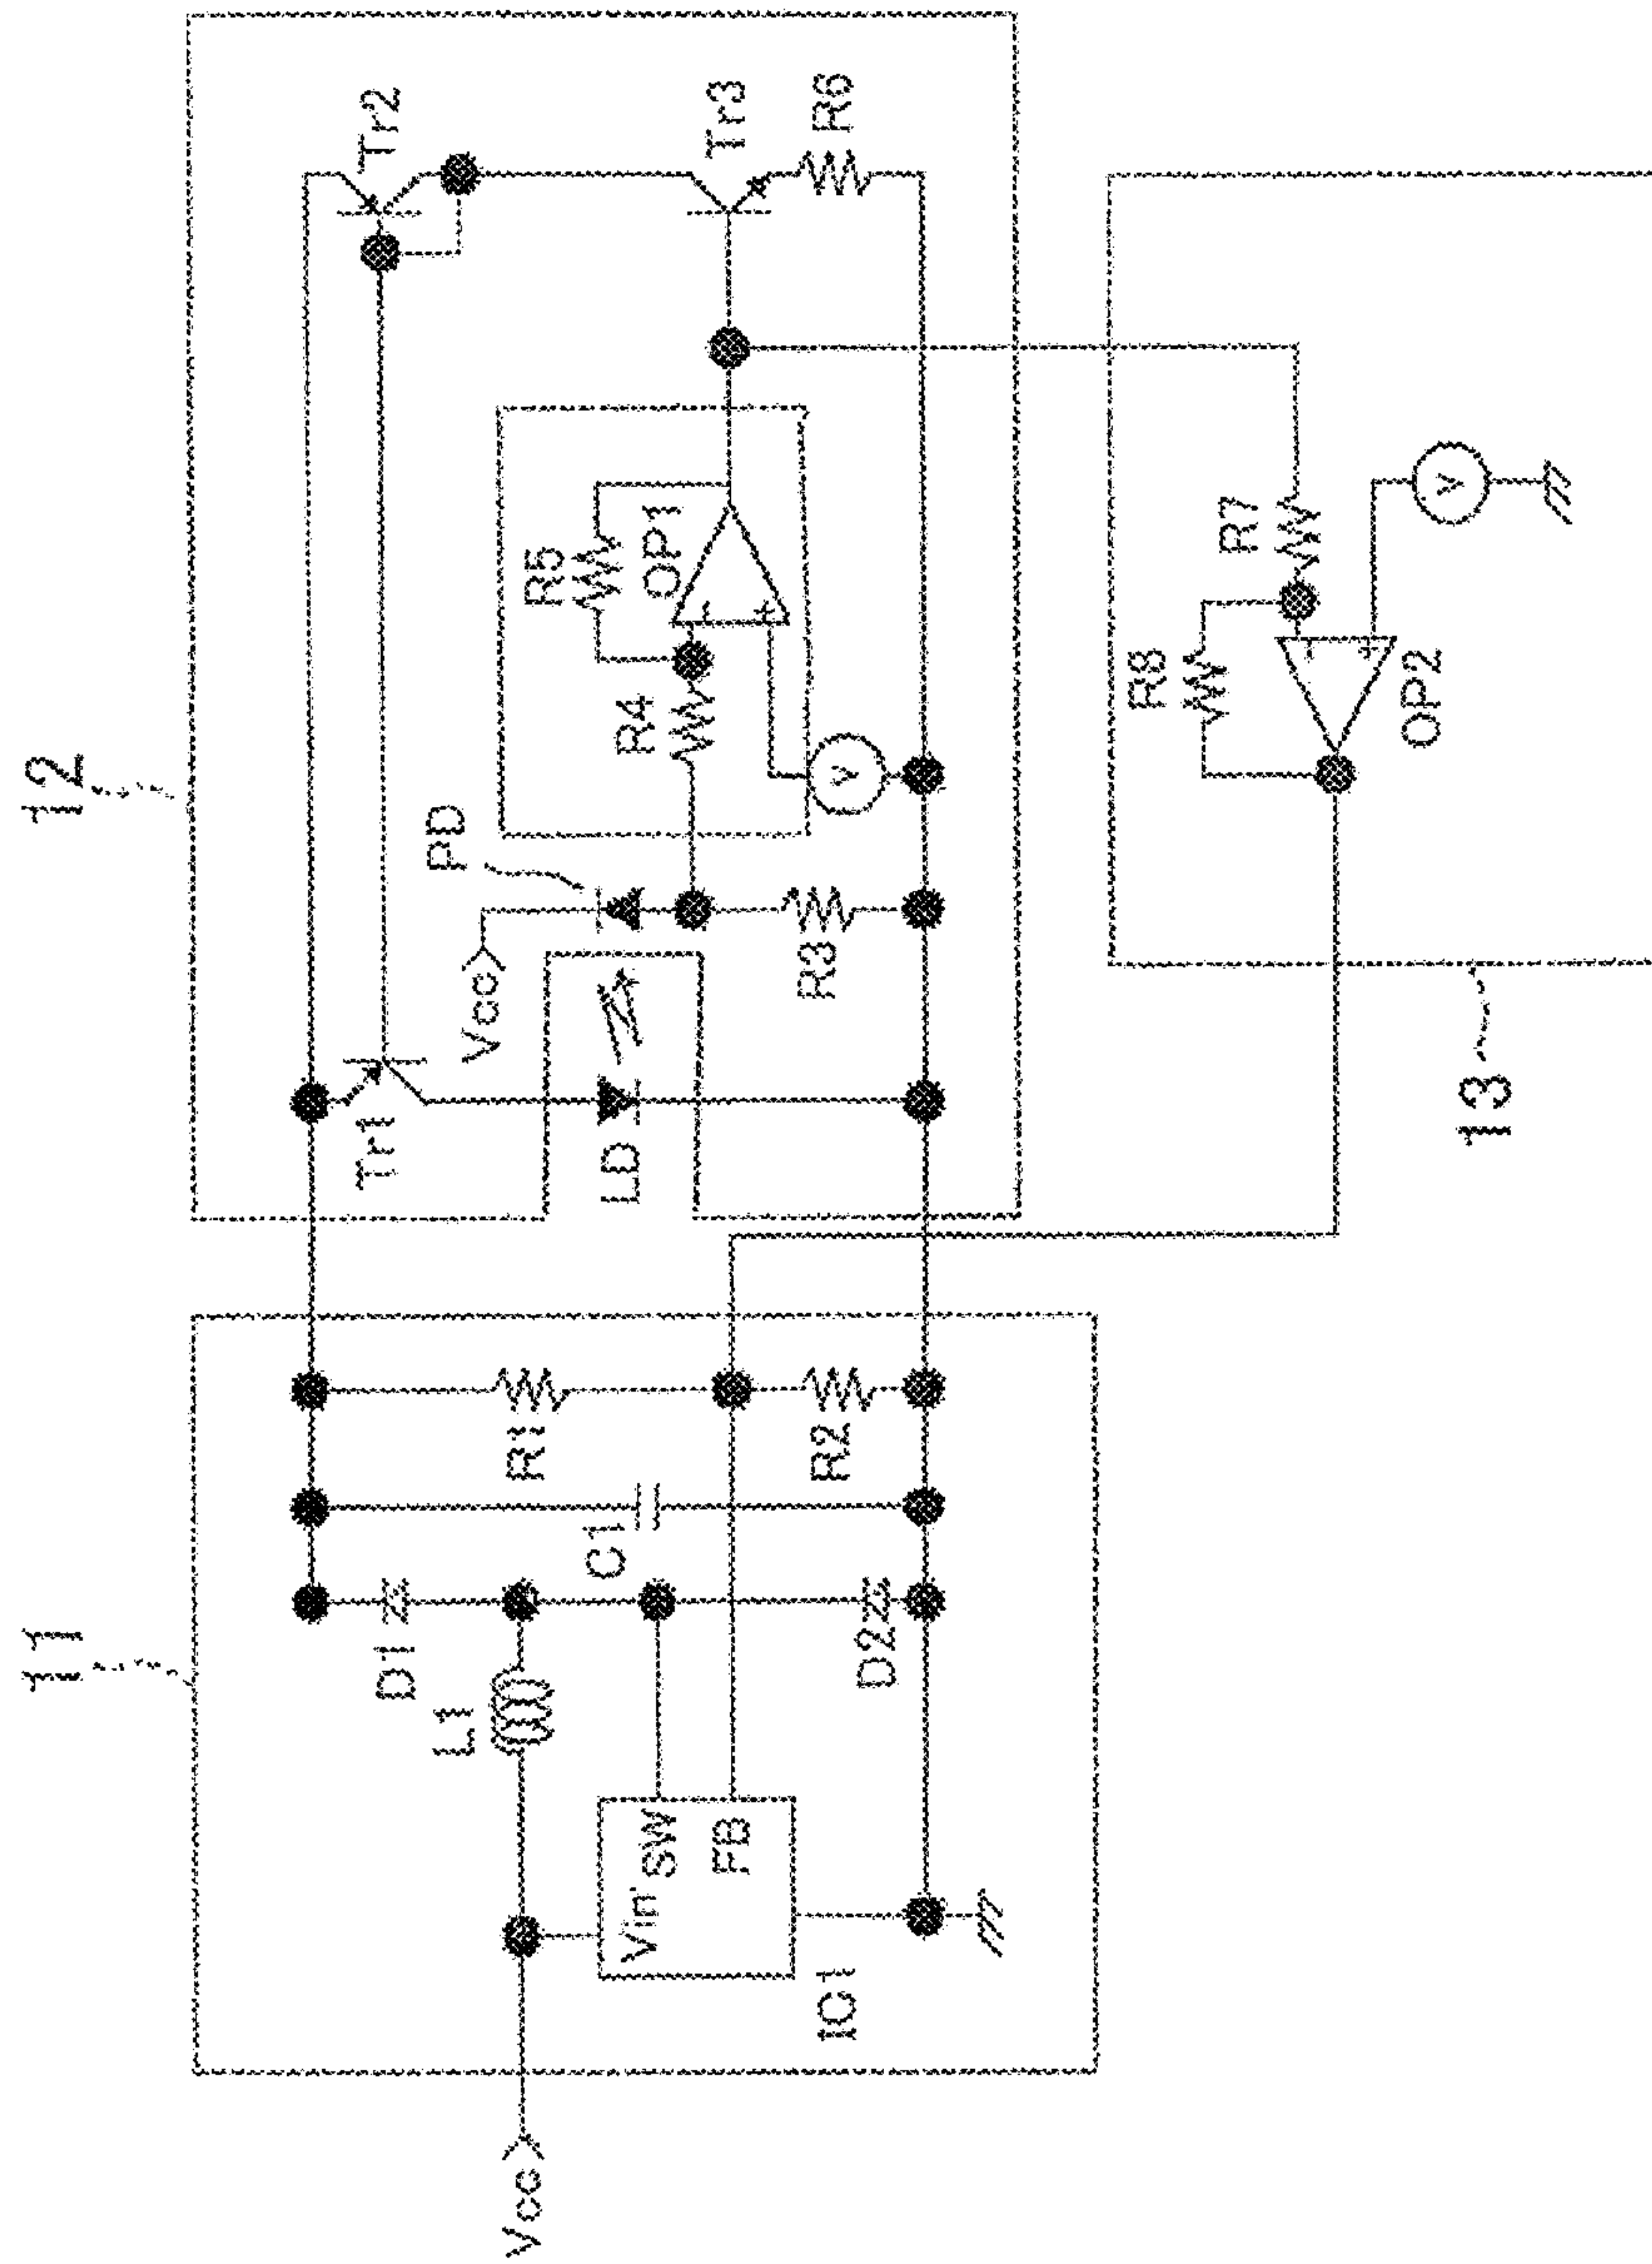 11
12
Vcc
L1
D1
C1
R1
R2
D2
Vin
SW
FB
IC1
Tr1
LD
Vcc
PD
R3
R4
R5
OP1
-
+
V
Tr2
Tr3
R6
R8
R7
-
+
OP2
V
13